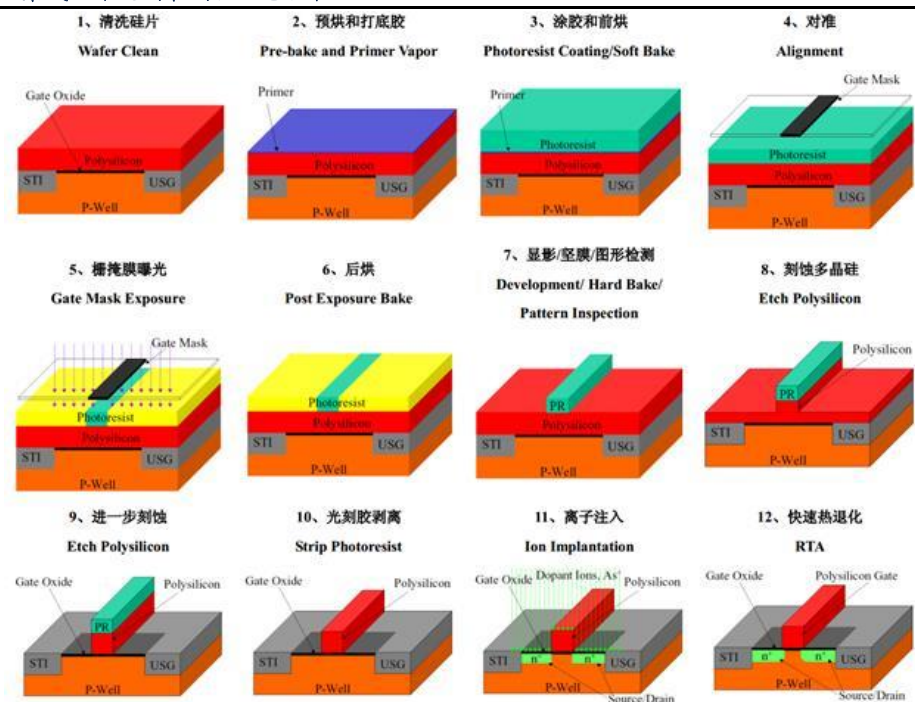 1、清洗硅片
Wafer Clean
Gate Oxide
Polysilicon
STI
USG
P-Well
2、预烘和打底胶
Pre-bake and Primer Vapor
Primer
Polysilicon
STI
USG
P-Well
3、涂胶和前烘
Photoresist Coating/Soft Bake
Primer
Photoresist
Polysilicon
STI
USG
P-Well
4、对准
Alignment
Gate Mask
Photoresist
Polysilicon
STI
USG
P-Well
5、栅掩膜曝光
Gate Mask Exposure
Gate Mask
Photoresist
Polysilicon
STI
USG
P-Well
6、后烘
Post Exposure Bake
Photoresist
Polysilicon
STI
USG
P-Well
7、显影/坚膜/图形检测
Development/ Hard Bake/
Pattern Inspection
PR
Polysilicon
STI
USG
P-Well
8、刻蚀多晶硅
Etch Polysilicon
Polysilicon
PR
STI
USG
P-Well
9、进一步刻蚀
Etch Polysilicon
Gate Oxide
Polysilicon
PR
STI
USG
P-Well
10、光刻胶剥离
Strip Photoresist
Gate Oxide
Polysilicon
STI
USG
P-Well
11、离子注入
Ion Implantation
Gate Oxide
Dopant Ions, As⁺
Polysilicon
STI
n⁺
n⁺
USG
P-Well
Source/Drain
12、快速热退化
RTA
Gate Oxide
Polysilicon Gate
STI
n⁺
n⁺
USG
P-Well
Source/Drain